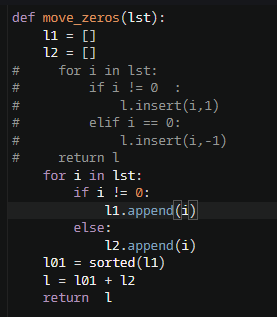 def move_zeros(lst):
    l1 = []
    l2 = []
#     for i in lst:
#         if i != 0  :
#             l.insert(i,1)
#         elif i == 0:
#             l.insert(i,-1)
#     return l
    for i in lst:
        if i != 0:
            l1.append(i)
        else:
            l2.append(i)
    l01 = sorted(l1)
    l = l01 + l2
    return  l